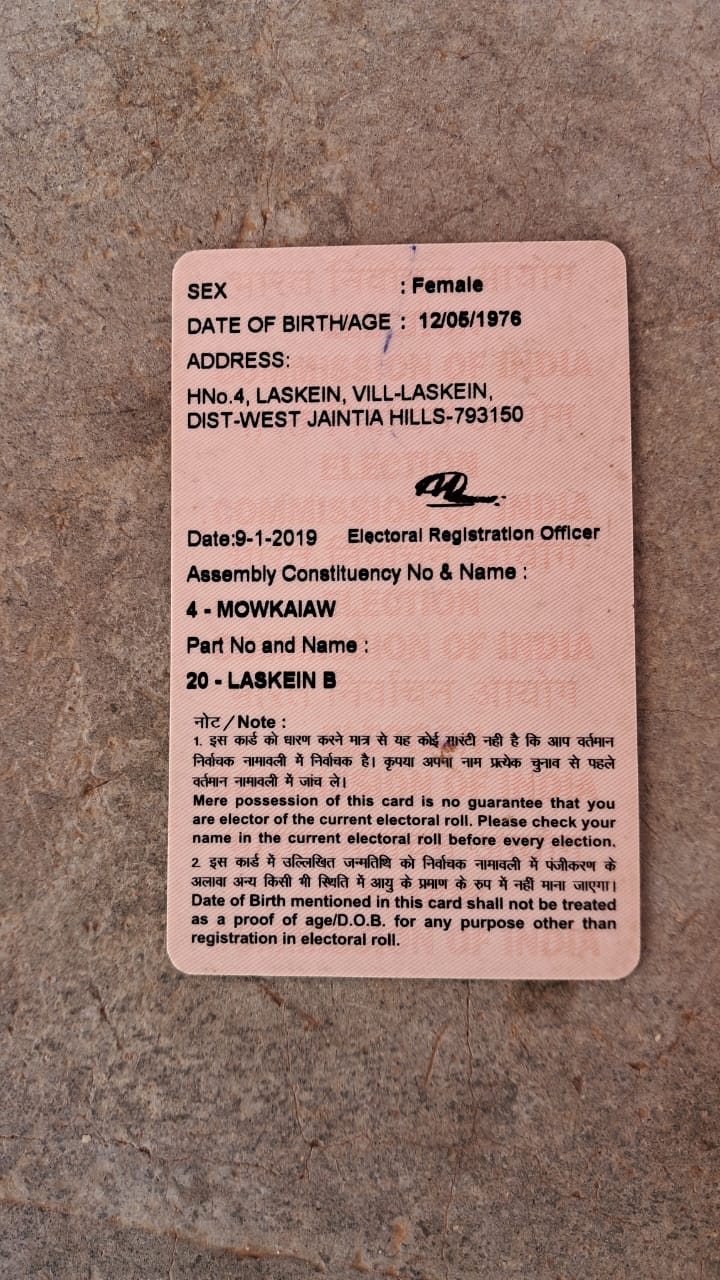 SEX : Female
DATE OF BIRTH/AGE : 12/05/1976
ADDRESS:
HNo.4, LASKEIN, VILL-LASKEIN,
DIST-WEST JAINTIA HILLS-793150
Date:9-1-2019 Electoral Registration Officer
Assembly Constituency No & Name :
4 - MOWKAIAW
Part No and Name :
20 - LASKEIN B
नोट/Note :
1. इस कार्ड को धारण करने मात्र से यह कोई गारंटी नही है कि आप वर्तमान
निर्वाचक नामावली में निर्वाचक है। कृपया अपना नाम प्रत्येक चुनाव से पहले
वर्तमान नामावली में जांच ले।
Mere possession of this card is no guarantee that you
are elector of the current electoral roll. Please check your
name in the current electoral roll before every election.
2. इस कार्ड में उल्लिखित जन्मतिथि को निर्वाचक नामावली में पंजीकरण के
अलावा अन्य किसी भी स्थिति में आयु के प्रमाण के रुप में नहीं माना जाएगा।
Date of Birth mentioned in this card shall not be treated
as a proof of age/D.O.B. for any purpose other than
registration in electoral roll.